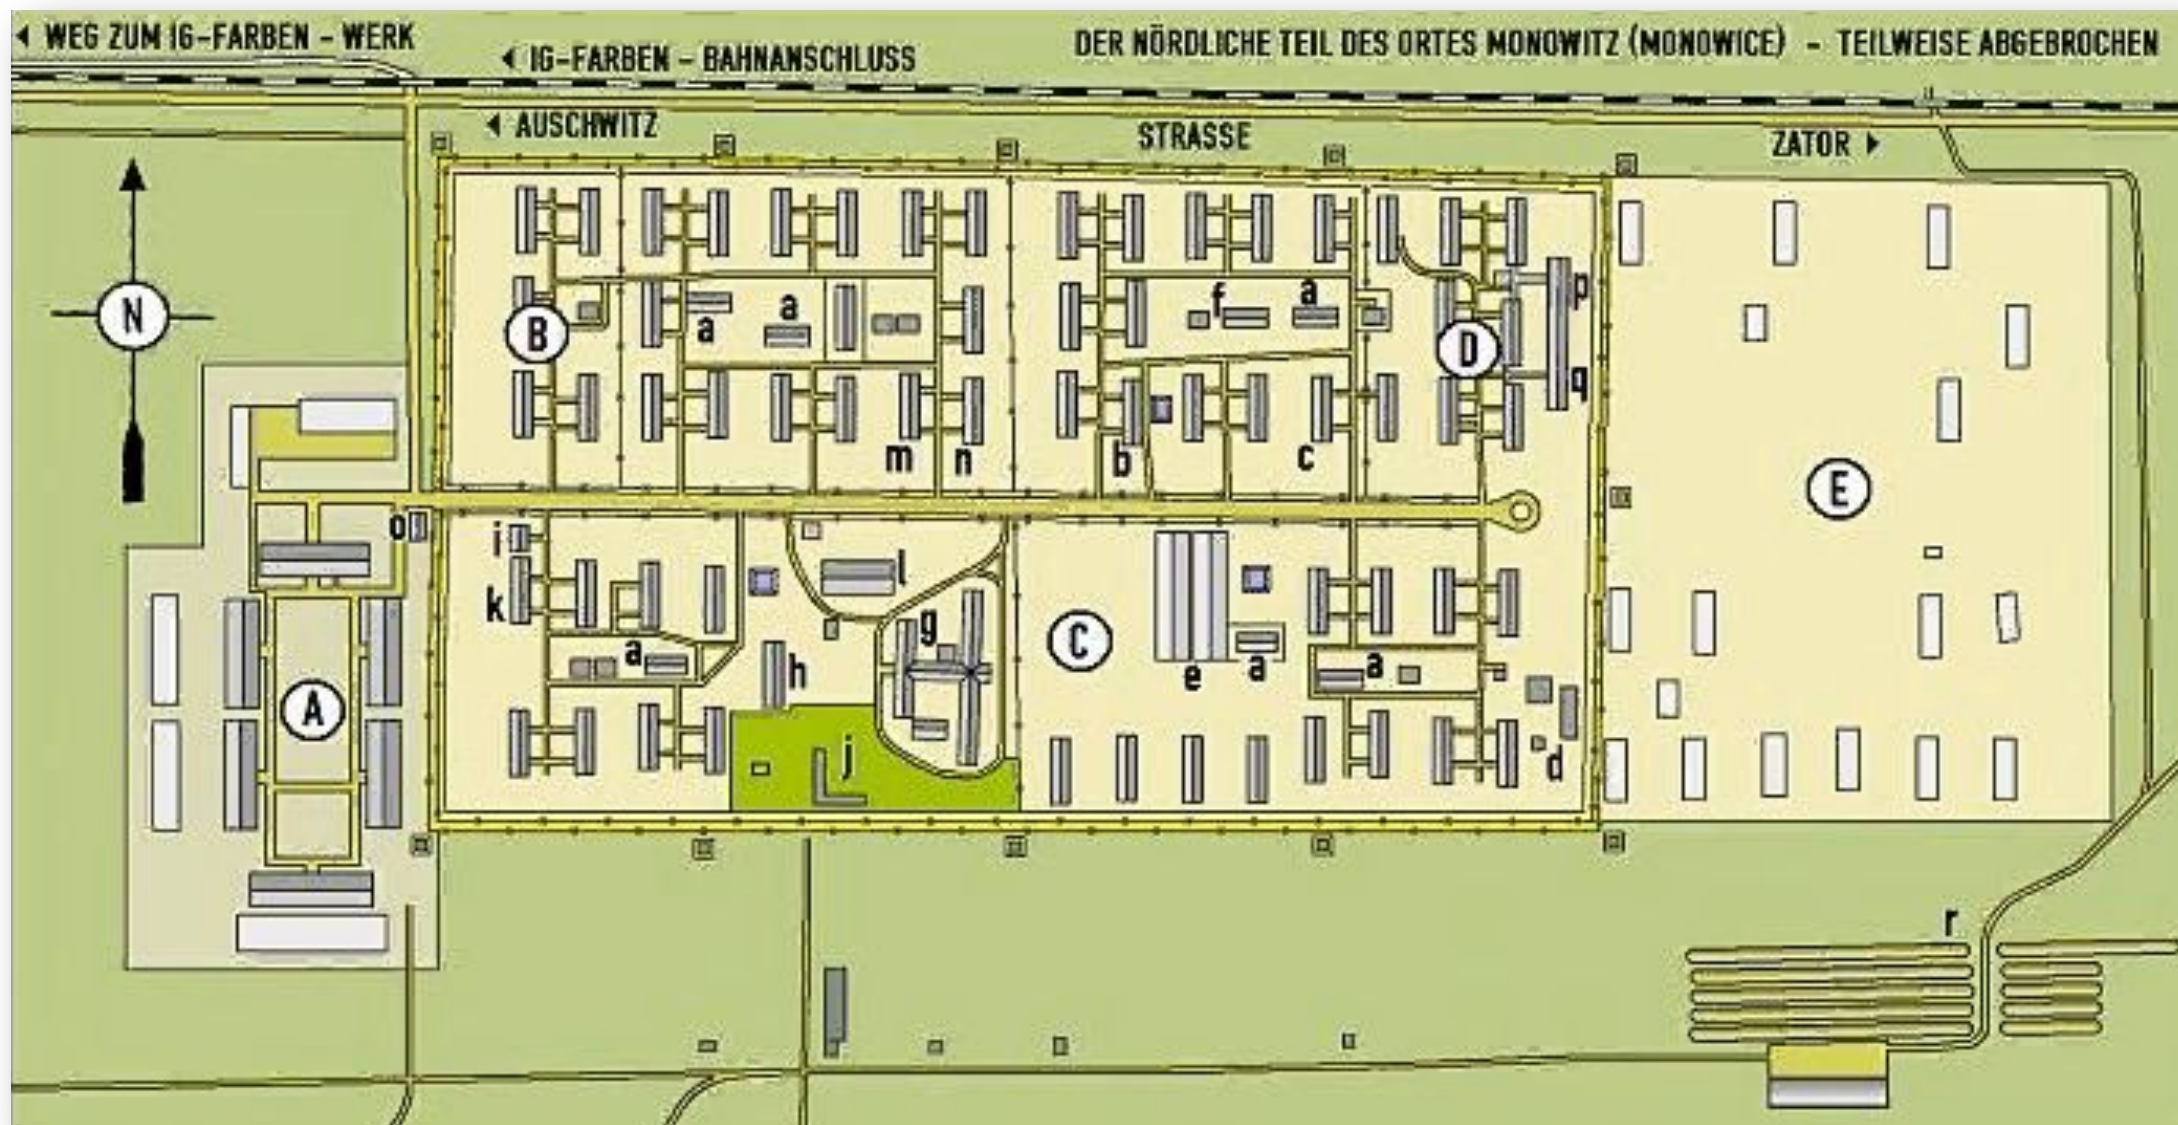 ◄ WEG ZUM IG-FARBEN - WERK
◄ IG-FARBEN - BAHNANSCHLUSS
DER NÖRDLICHE TEIL DES ORTES MONOWITZ (MONOWICE) - TEILWEISE ABGEBROCHEN
◄ AUSCHWITZ
STRASSE
ZATOR ►
N
B
a
a
f
a
D
p
q
m
n
b
c
E
o
i
k
l
g
a
h
C
e
a
a
A
j
d
r